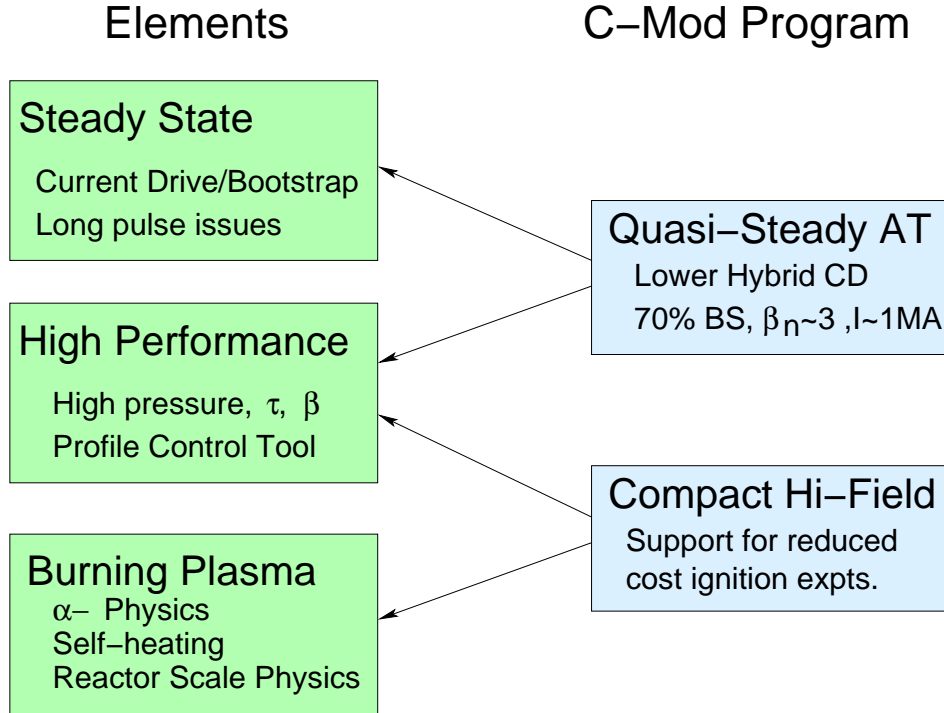 Elements
C−Mod Program
Steady State
Current Drive/Bootstrap
Long pulse issues
High Performance
High pressure, τ, β
Profile Control Tool
Burning Plasma
α− Physics
Self−heating
Reactor Scale Physics
Quasi−Steady AT
Lower Hybrid CD
70% BS, βn~3 ,I~1MA
Compact Hi−Field
Support for reduced
cost ignition expts.